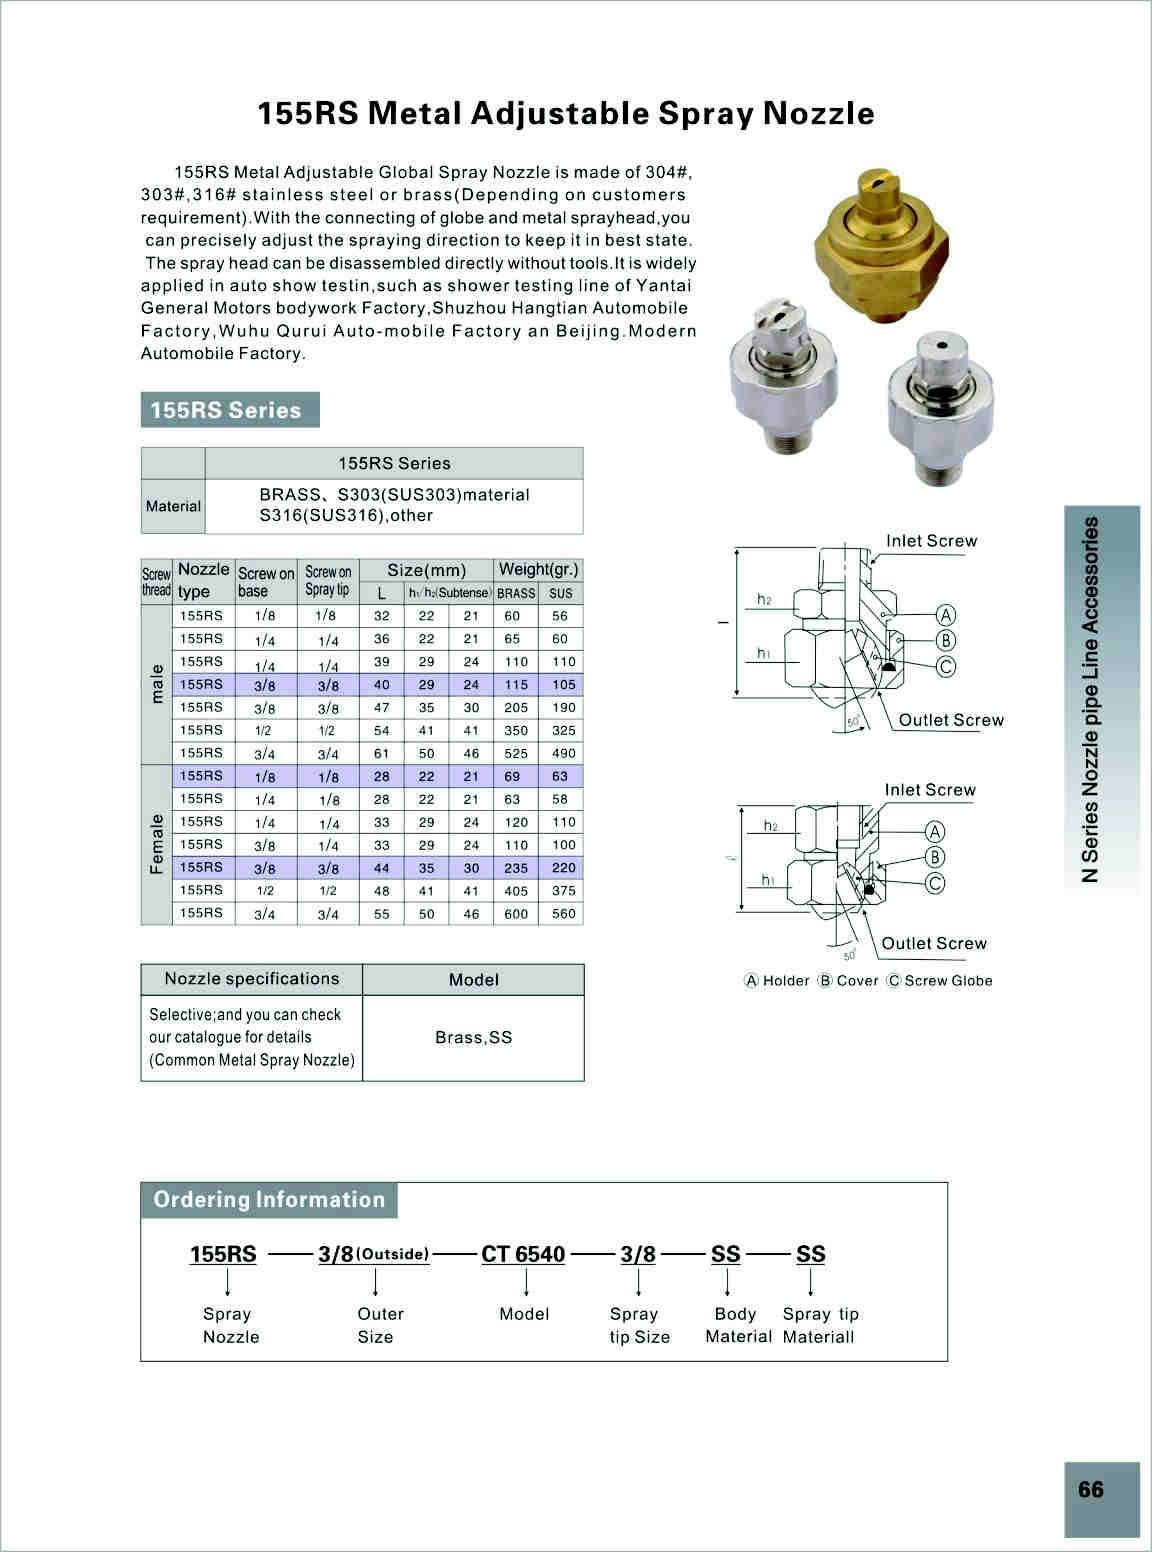 155RS Metal Adjustable Spray Nozzle
155RS Metal Adjustable Global Spray Nozzle is made of 304#,
303#,316# stainless steel or brass(Depending on customers
requirement).With the connecting of globe and metal sprayhead,you
can precisely adjust the spraying direction to keep it in best state.
The spray head can be disassembled directly without tools.It is widely
applied in auto show testin,such as shower testing line of Yantai
General Motors bodywork Factory,Shuzhou Hangtian Automobile
Factory,Wuhu Qurui Auto-mobile Factory an Beijing.Modern
Automobile Factory.
155RS Series
155RS Series
Material
BRASS、S303(SUS303)material
S316(SUS316),other
Screw thread Nozzle type Screw on base Screw on Spray tip Size(mm) Weight(gr.)
L h1/h2(Subtense) BRASS SUS
male
155RS 1/8 1/8 32 22 21 60 56
155RS 1/4 1/4 36 22 21 65 60
155RS 1/4 1/4 39 29 24 110 110
155RS 3/8 3/8 40 29 24 115 105
155RS 3/8 3/8 47 35 30 205 190
155RS 1/2 1/2 54 41 41 350 325
155RS 3/4 3/4 61 50 46 525 490
Female
155RS 1/8 1/8 28 22 21 69 63
155RS 1/4 1/8 28 22 21 63 58
155RS 1/4 1/4 33 29 24 120 110
155RS 3/8 1/4 33 29 24 110 100
155RS 3/8 3/8 44 35 30 235 220
155RS 1/2 1/2 48 41 41 405 375
155RS 3/4 3/4 55 50 46 600 560
Nozzle specifications Model
Selective;and you can check
our catalogue for details
(Common Metal Spray Nozzle)
Brass,SS
Inlet Screw
h2
A
B
h1
C
l
50°
Outlet Screw
Inlet Screw
h2
A
B
h1
C
l
50°
Outlet Screw
Ⓐ Holder Ⓑ Cover Ⓒ Screw Globe
N Series Nozzle pipe Line Accessories
Ordering Information
155RS 3/8(Outside) CT 6540 3/8 SS SS
Spray Outer Model Spray Body Spray tip
Nozzle Size tip Size Material Materiall
66